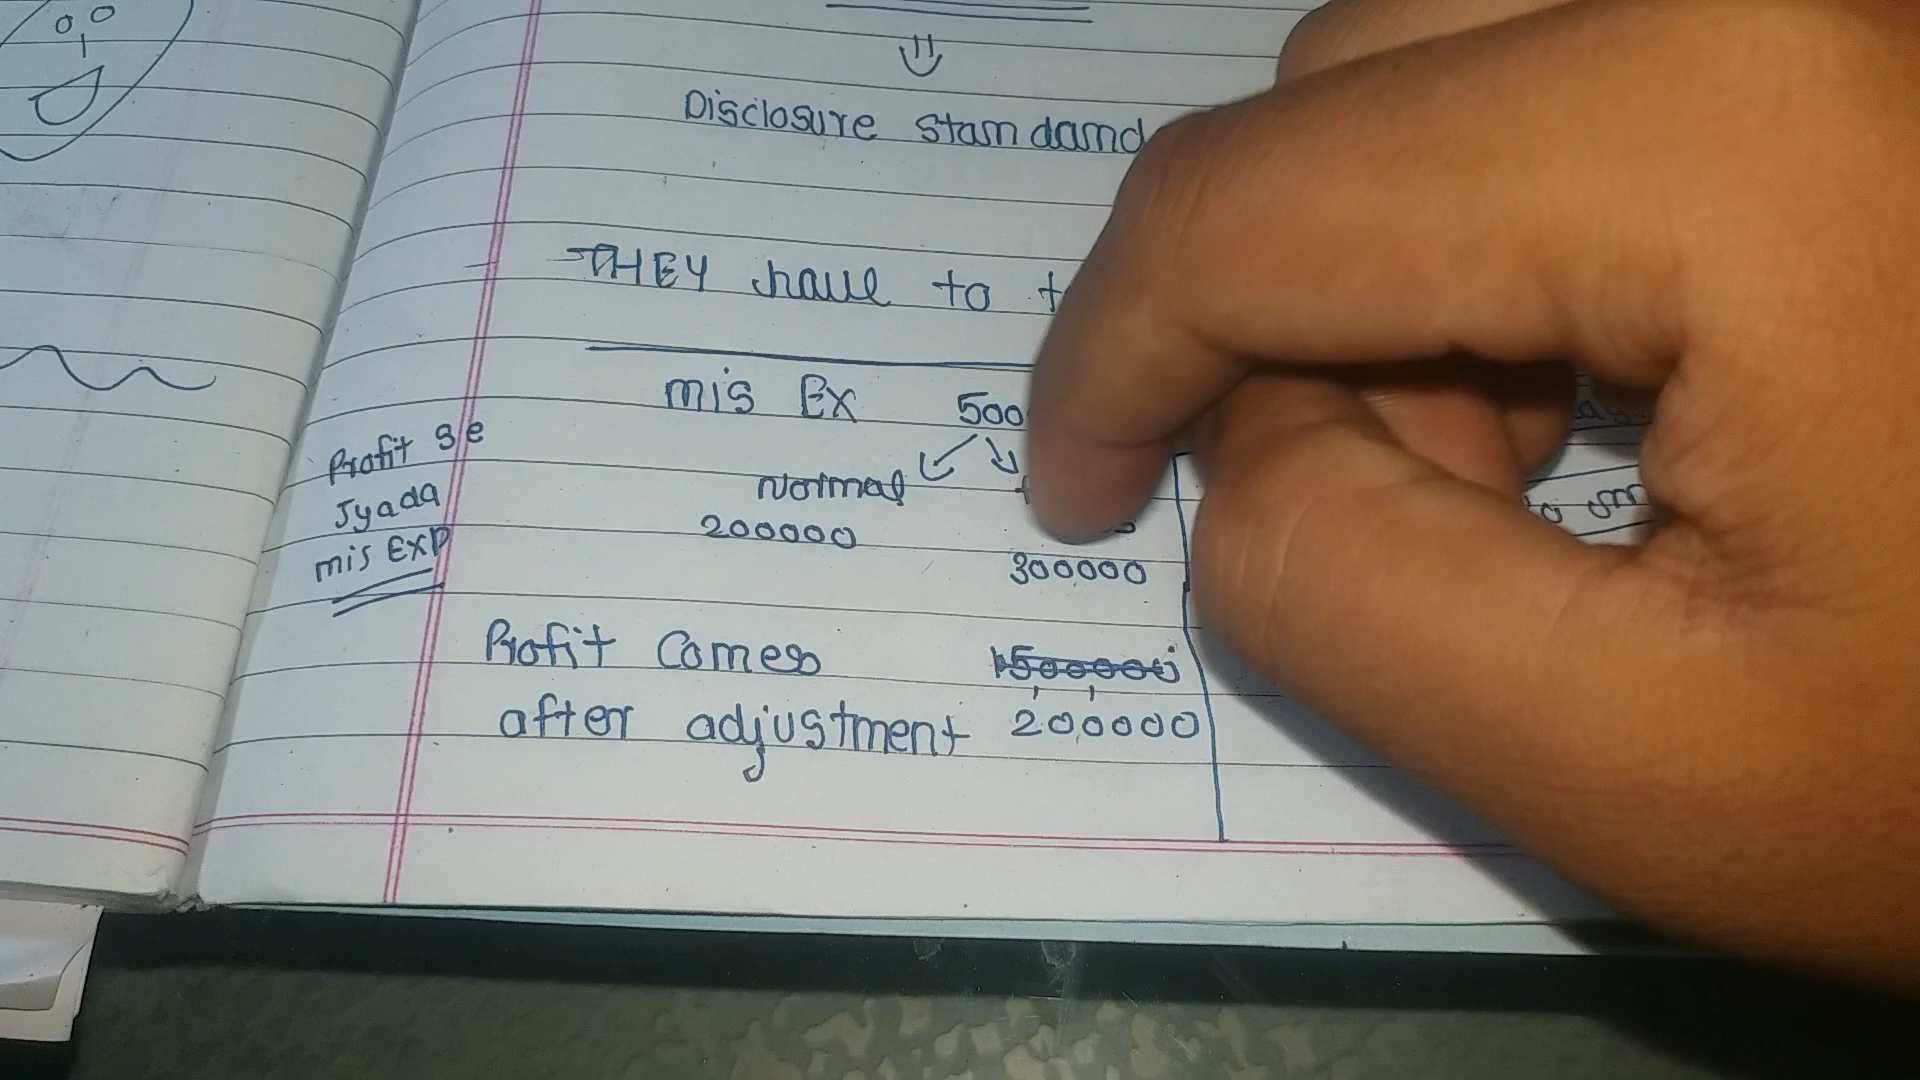 Disclosure stamdamd
THEY have to
mis Ex 500
Normal
200000
300000
Profit se
Jyada
mis EXP
Profit Comes
after adjustment 200000